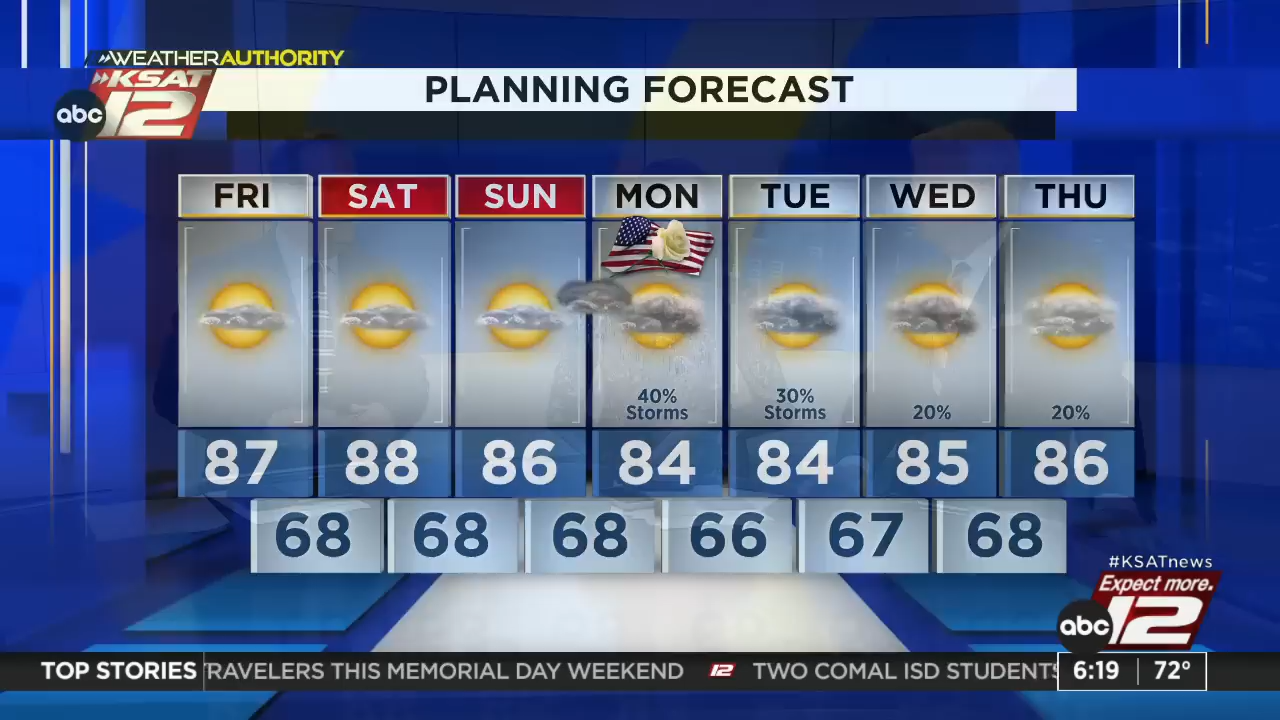 WEATHERAUTHORITY
KSAT
abc 12
PLANNING FORECAST
FRI SAT SUN MON TUE WED THU
40% Storms
30% Storms
20%
20%
87 88 86 84 84 85 86
68 68 68 66 67 68
#KSATnews
Expect more.
abc 12
TOP STORIES TRAVELERS THIS MEMORIAL DAY WEEKEND 12 TWO COMAL ISD STUDENTS 6:19 72°